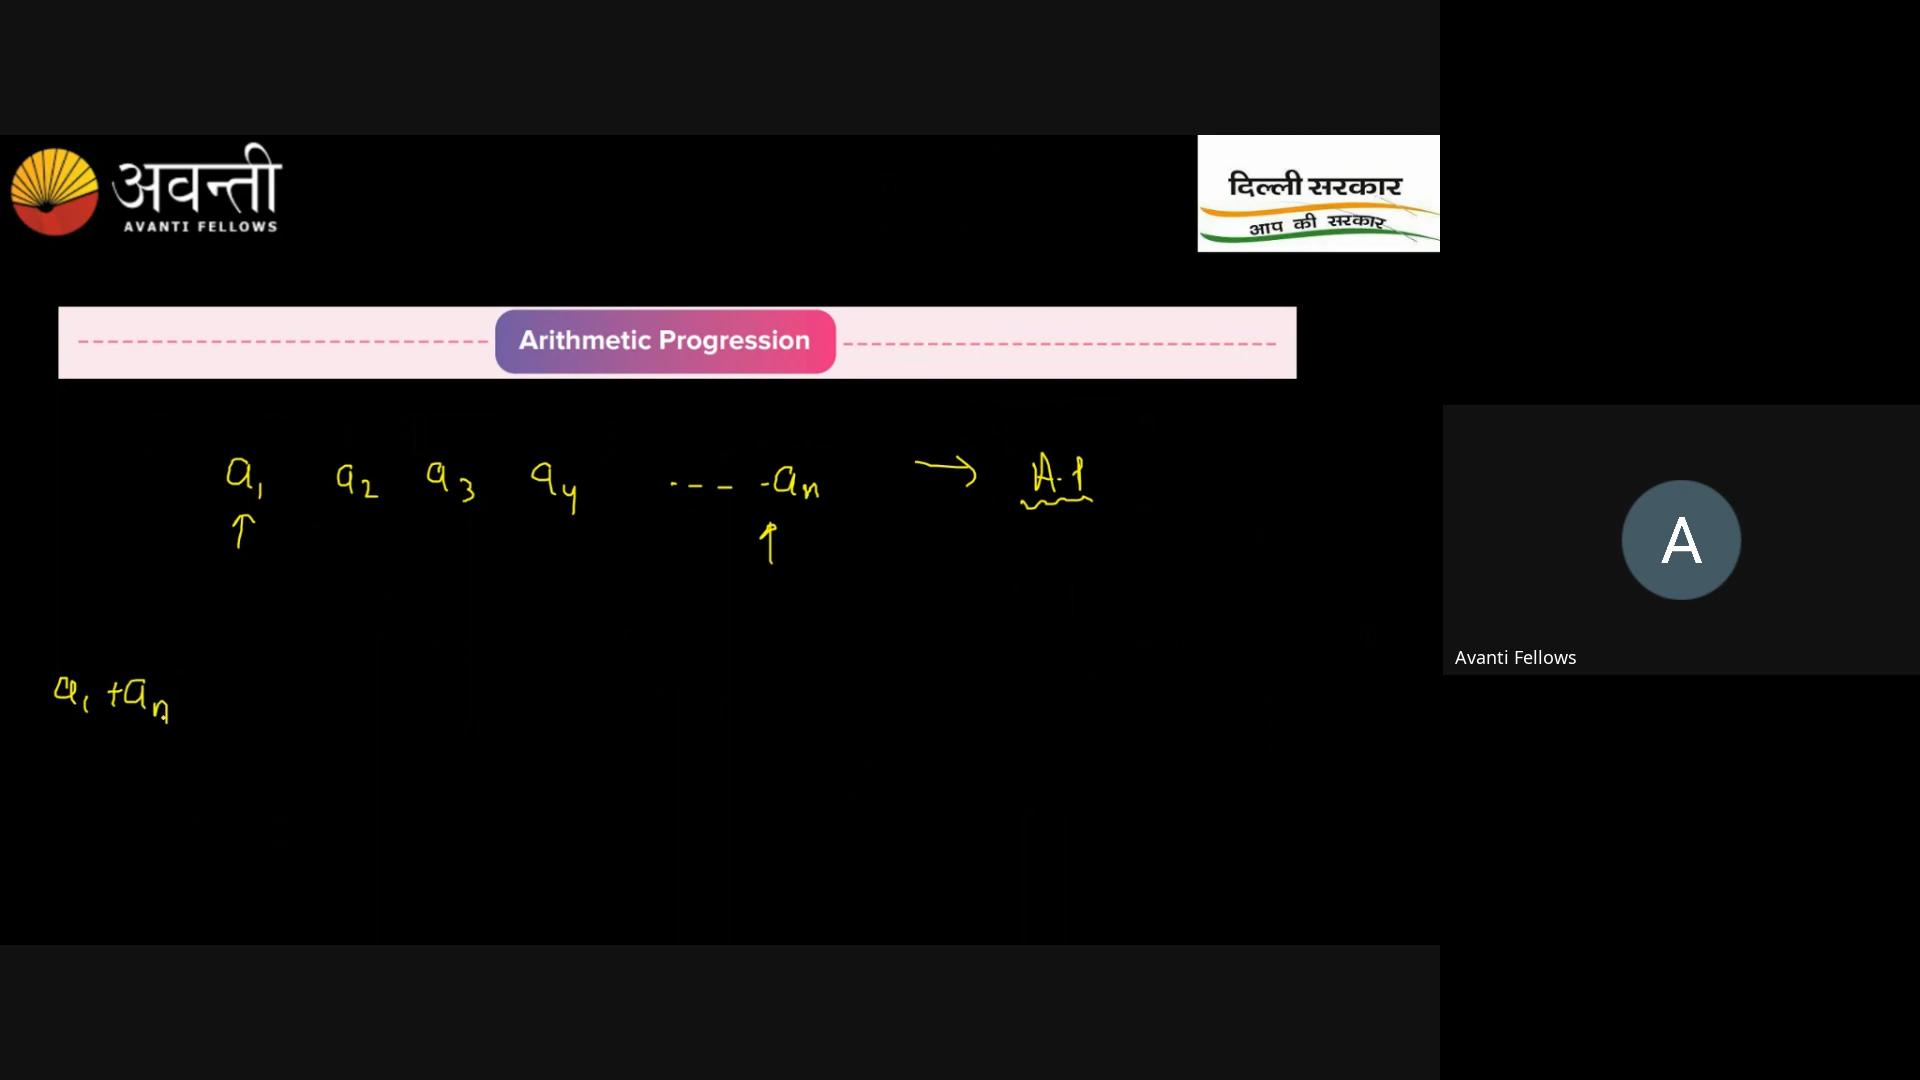 अवन्ती
AVANTI FELLOWS
दिल्ली सरकार
आप की सरकार
Arithmetic Progression
a₁ a₂ a₃ a₄ ---- aₙ → A.P
↑ ↑
a₁ + aₙ
A
Avanti Fellows